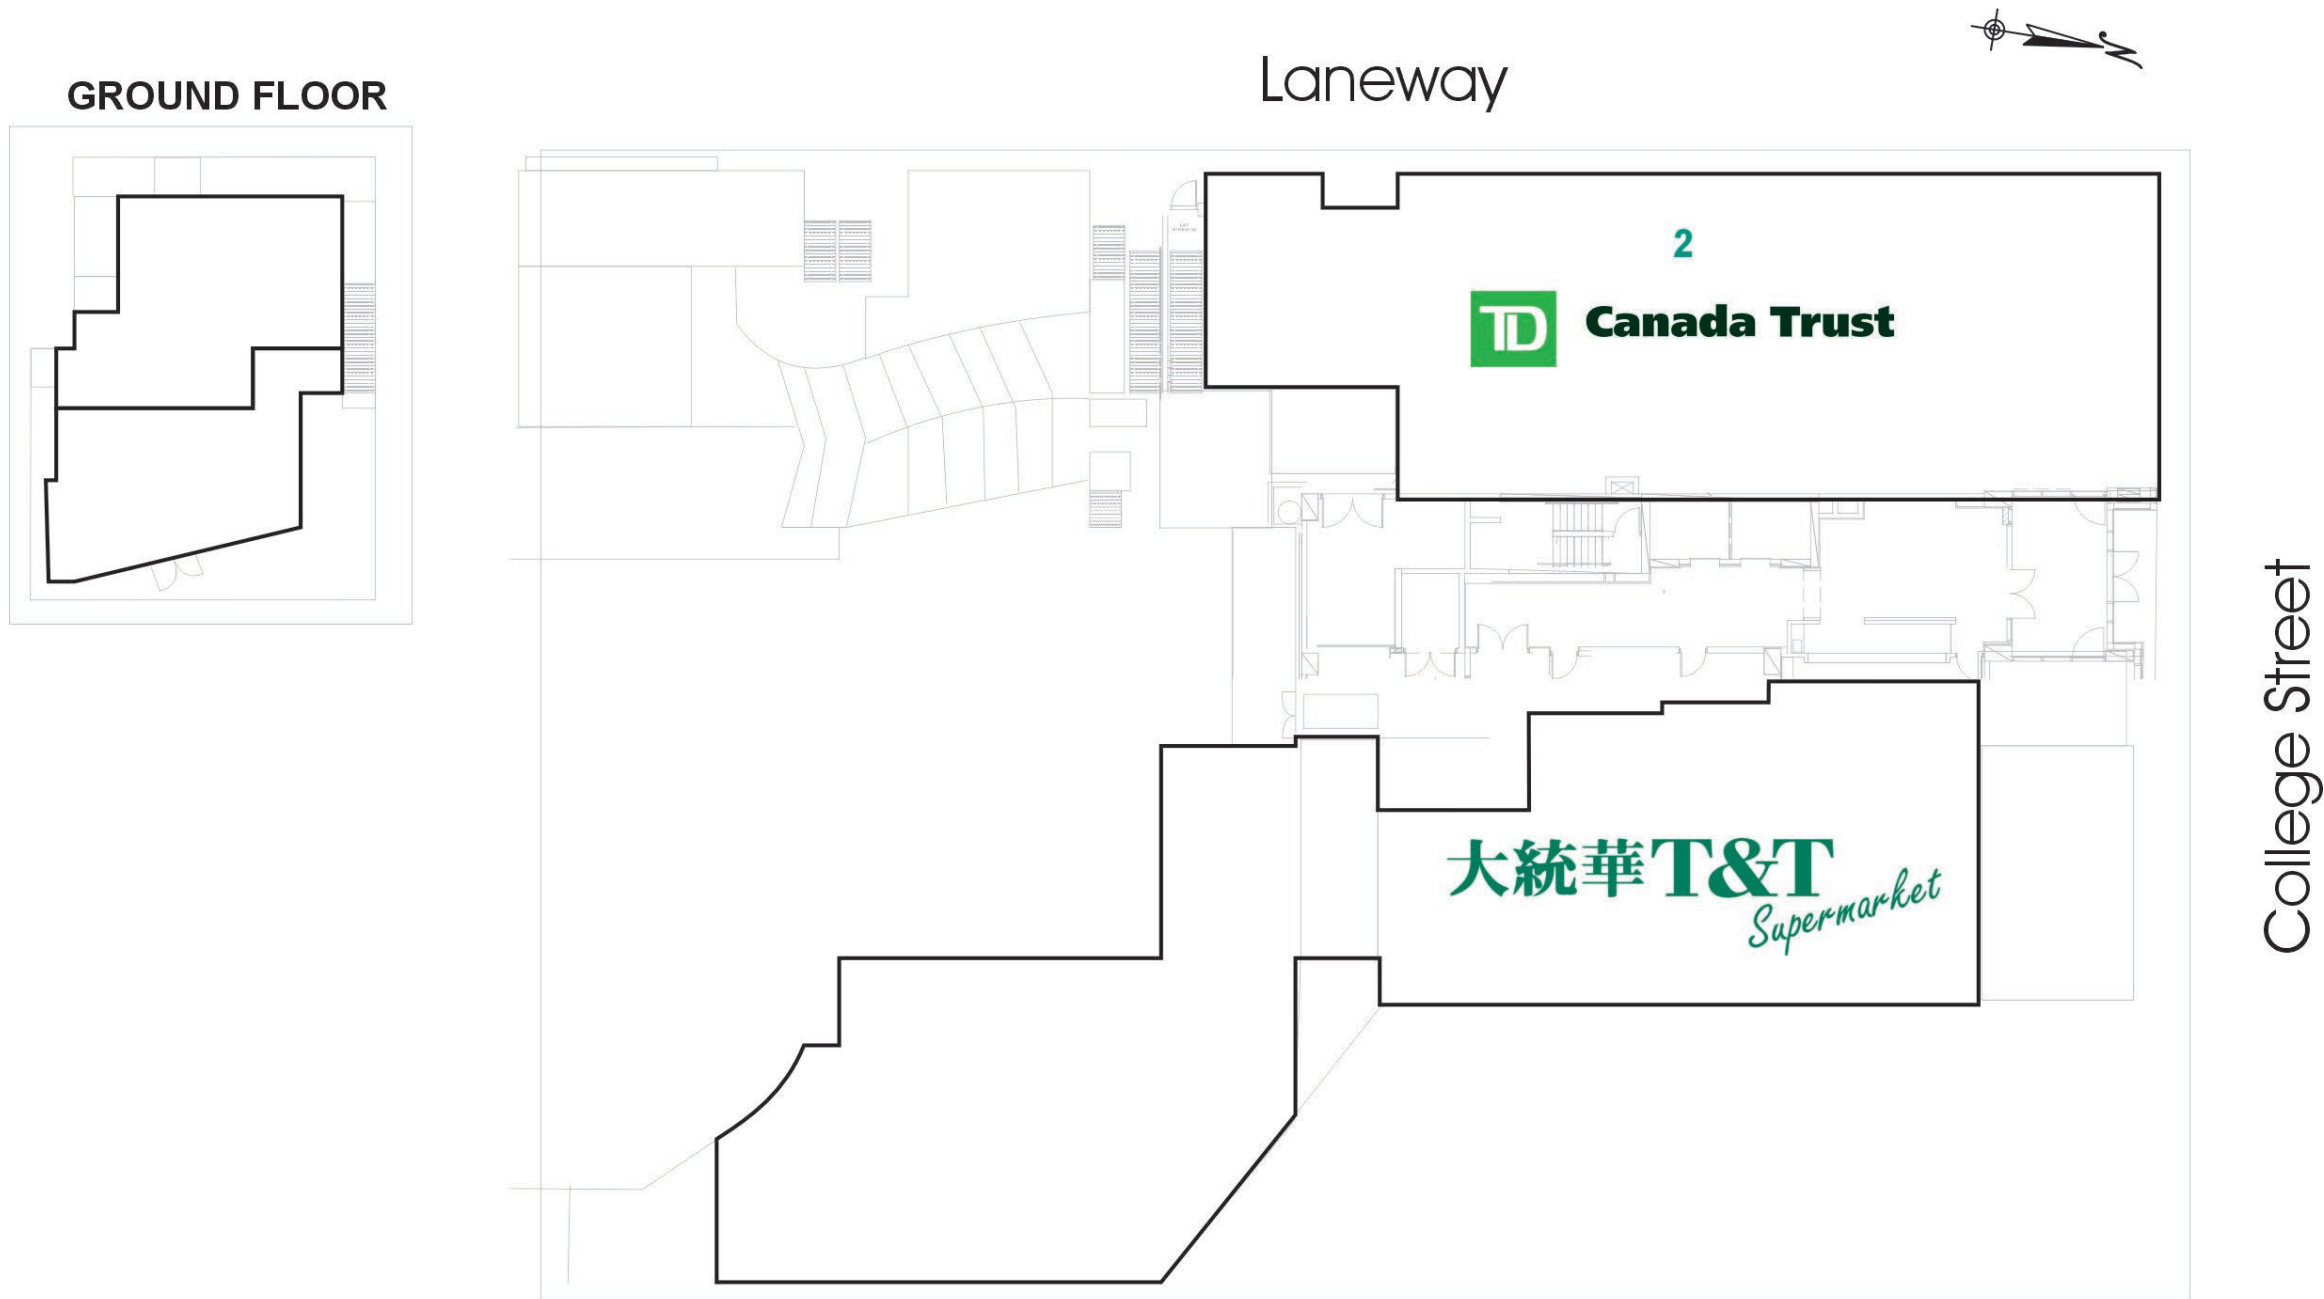 N
Laneway
GROUND FLOOR
2
TD Canada Trust
大統華T&T
Supermarket
College Street